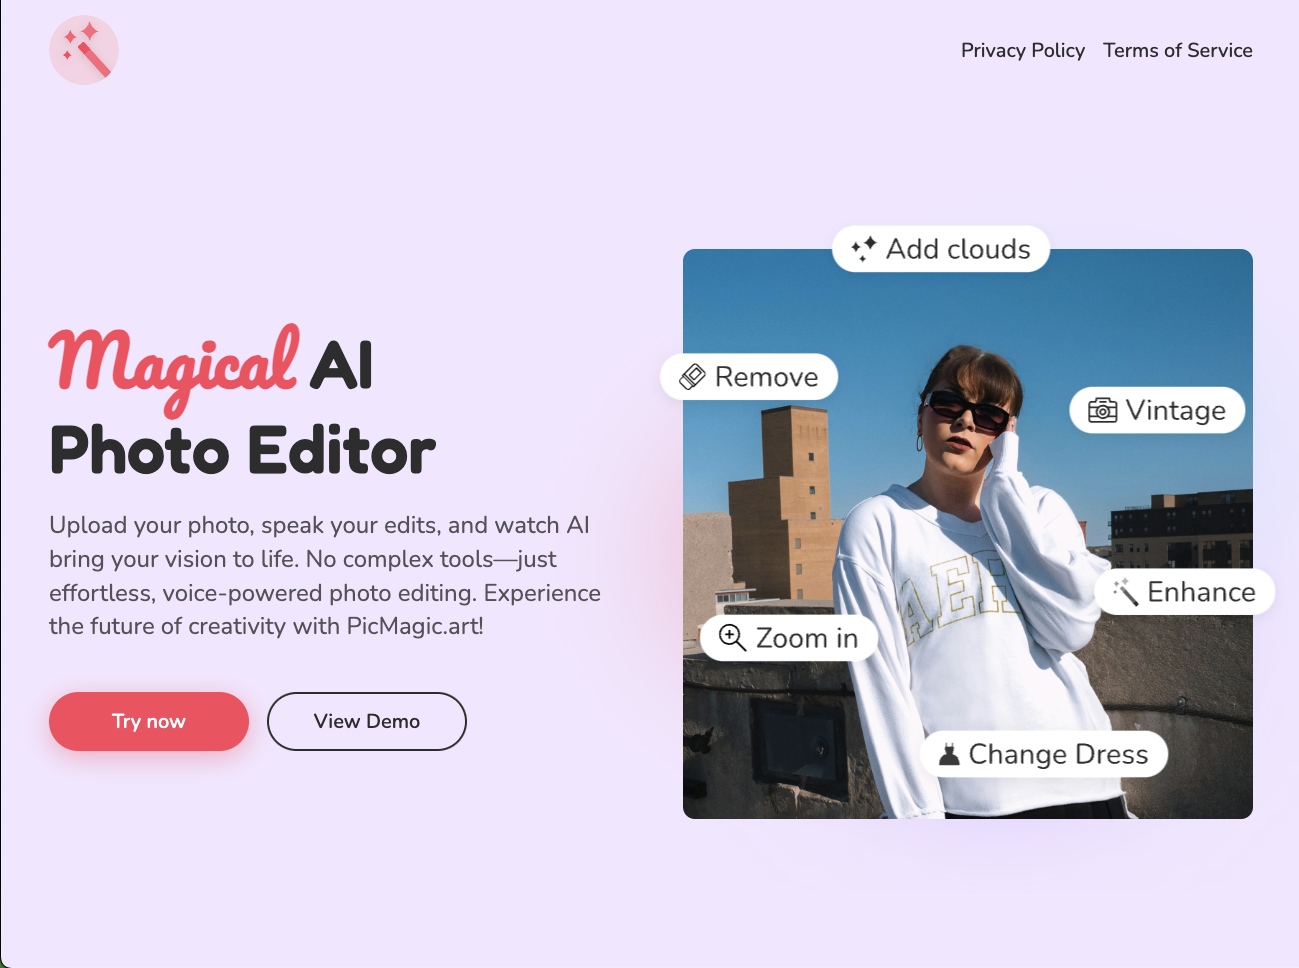 Privacy Policy Terms of Service
Add clouds
Remove
Vintage
Magical AI
Photo Editor
Upload your photo, speak your edits, and watch AI
bring your vision to life. No complex tools—just
effortless, voice-powered photo editing. Experience
the future of creativity with PicMagic.art!
AEH
Enhance
Zoom in
Try now
View Demo
Change Dress